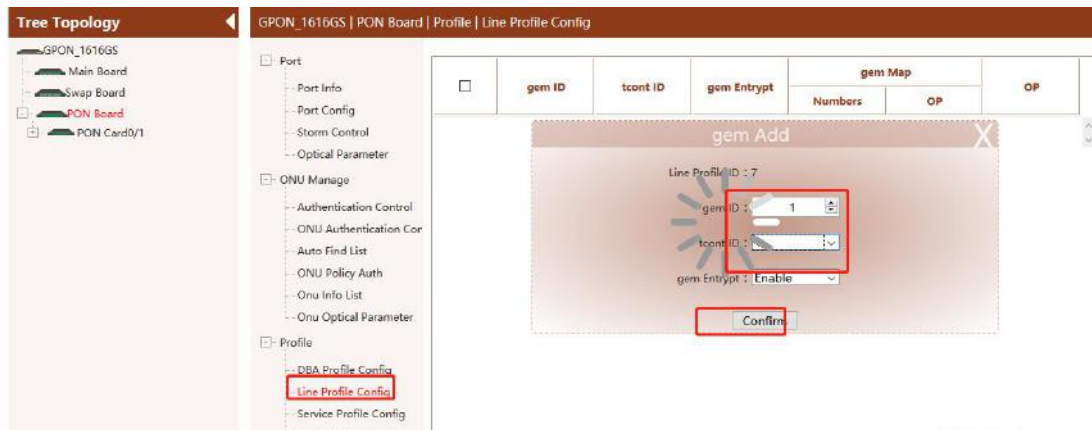 Tree Topology
GPON_1616GS
Main Board
Swap Board
PON Board
PON Card0/1
GPON_1616GS | PON Board | Profile | Line Profile Config
Port
Port Info
Port Config
Storm Control
Optical Parameter
ONU Manage
Authentication Control
ONU Authentication Cor
Auto Find List
ONU Policy Auth
Onu Info List
Onu Optical Parameter
Profile
DBA Profile Config
Line Profile Config
Service Profile Config
gem ID
tcont ID
gem Entrypt
gem Map
Numbers
OP
OP
gem Add
X
Line Profile ID : 7
gem ID : 1
tcont ID :
gem Entrypt : Enable
Confirm